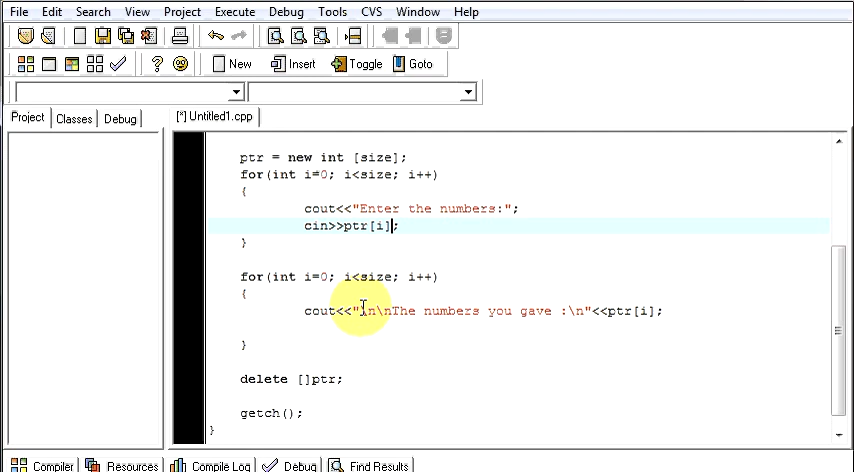 File Edit Search View Project Execute Debug Tools CVS Window Help
New Insert Toggle Goto
Project Classes Debug [*] Untitled1.cpp
ptr = new int [size];
for(int i=0; i<size; i++)
{
cout<<"Enter the numbers:";
cin>>ptr[i];
}
for(int i=0; i<size; i++)
{
cout<<"\n\nThe numbers you gave :\n"<<ptr[i];
}
delete []ptr;
getch();
}
Compiler Resources Compile Log Debug Find Results